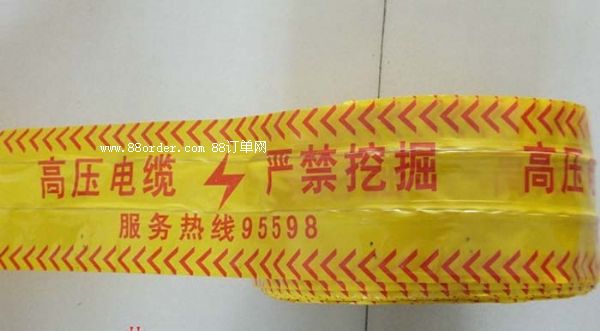 www.88order.com 88订单网
高压电缆 严禁挖掘 高压
服务热线95598